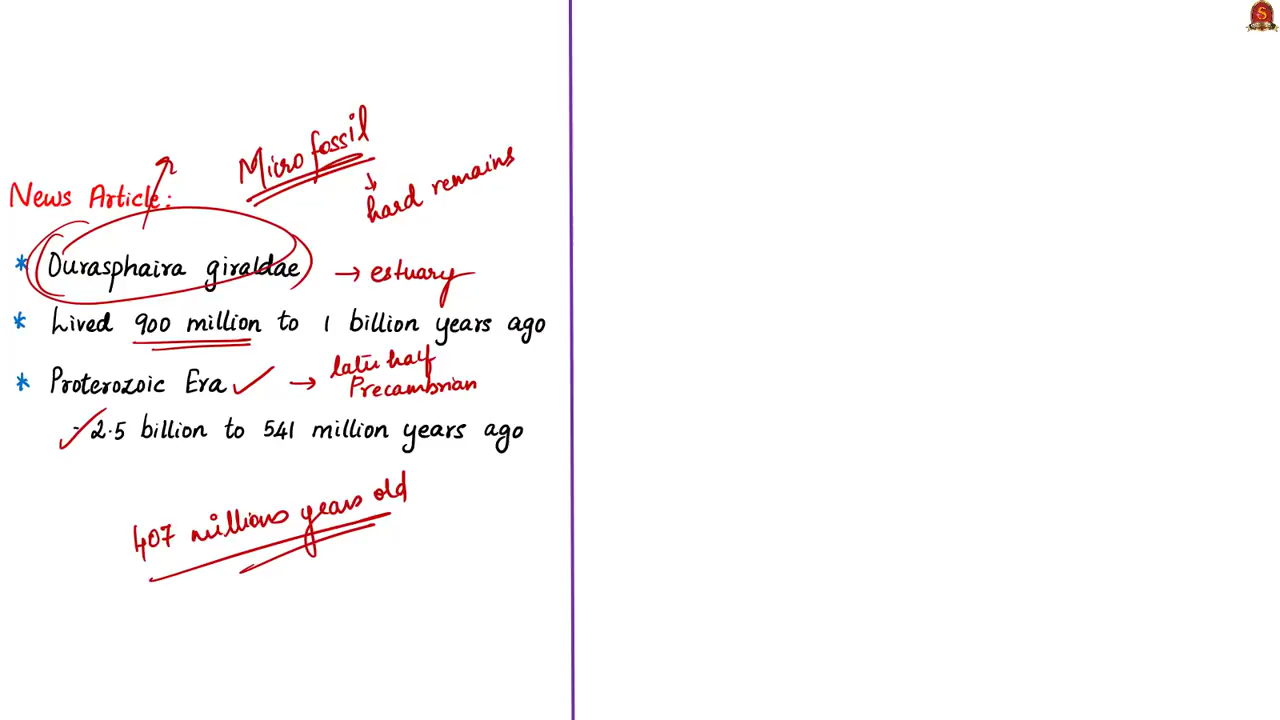 Micro fossil
hard remains
News Article:
* Ourasphaira giraldae → estuary
* Lived 900 million to 1 billion years ago
* Proterozoic Era → late half Precambrian
- 2.5 billion to 541 million years ago
407 millions years old